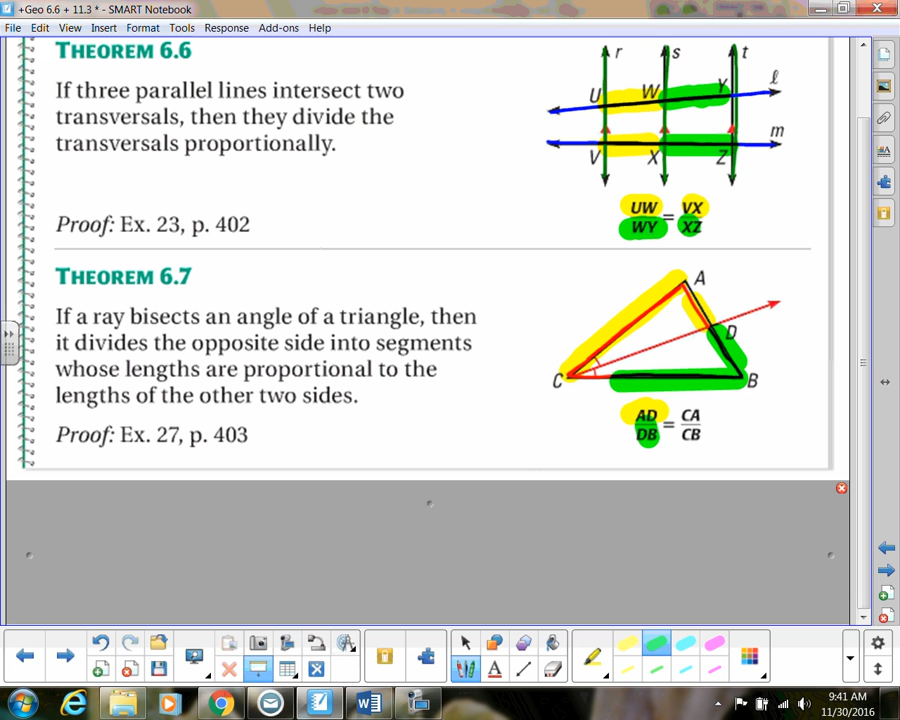 +Geo 6.6 + 11.3 * - SMART Notebook
File Edit View Insert Format Tools Response Add-ons Help
THEOREM 6.6
If three parallel lines intersect two
transversals, then they divide the
transversals proportionally.
Proof: Ex. 23, p. 402
r s t
U W Y ℓ
V X Z m
UW/WY = VX/XZ
THEOREM 6.7
If a ray bisects an angle of a triangle, then
it divides the opposite side into segments
whose lengths are proportional to the
lengths of the other two sides.
Proof: Ex. 27, p. 403
A
D
C B
AD/DB = CA/CB
9:41 AM
11/30/2016